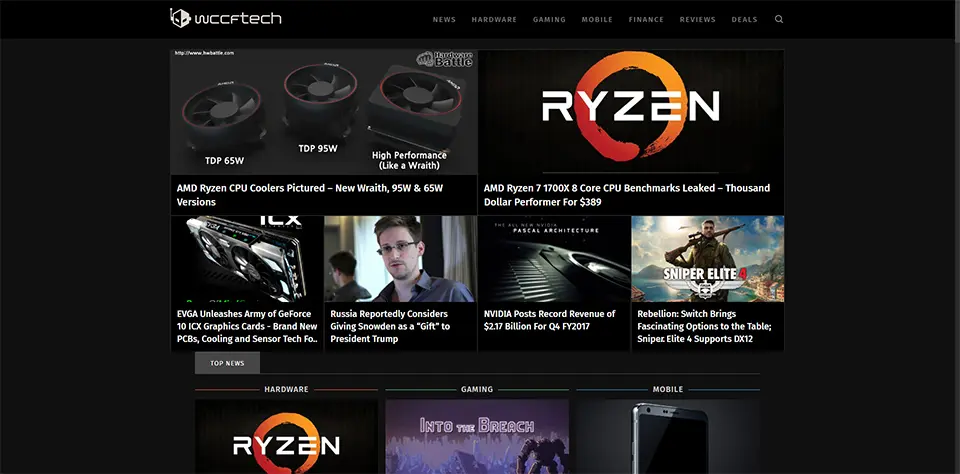 wccftech
NEWS HARDWARE GAMING MOBILE FINANCE REVIEWS DEALS
http://www.hwbattle.com
Hardware
Battle
TDP 65W
TDP 95W
High Performance
(Like a Wraith)
RYZEN
AMD Ryzen CPU Coolers Pictured – New Wraith, 95W & 65W
Versions
AMD Ryzen 7 1700X 8 Core CPU Benchmarks Leaked – Thousand
Dollar Performer For $389
ICX
THE ALL NEW NVIDIA
PASCAL ARCHITECTURE
SNIPER ELITE 4
EVGA Unleashes Army of GeForce
10 ICX Graphics Cards - Brand New
PCBs, Cooling and Sensor Tech Fo..
Russia Reportedly Considers
Giving Snowden as a “Gift” to
President Trump
NVIDIA Posts Record Revenue of
$2.17 Billion For Q4 FY2017
Rebellion: Switch Brings
Fascinating Options to the Table;
Sniper Elite 4 Supports DX12
TOP NEWS
HARDWARE
GAMING
MOBILE
RYZEN
INTO THE BREACH